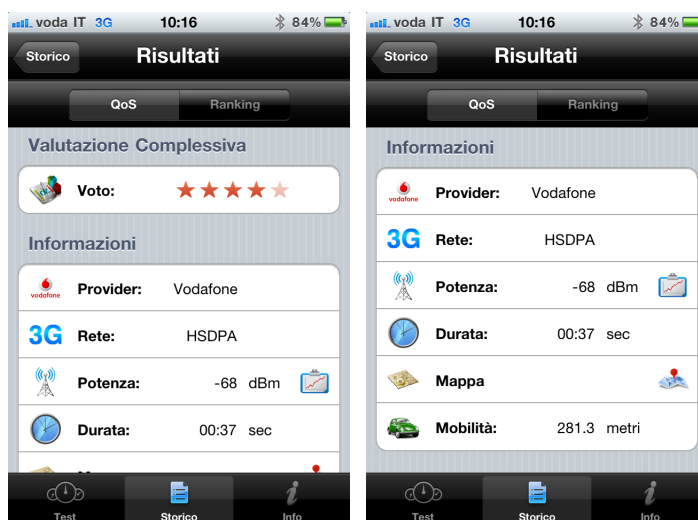 voda IT 3G 10:16 84%
Storico Risultati
QoS Ranking
Valutazione Complessiva
Voto:
Informazioni
vodafone Provider: Vodafone
3G Rete: HSDPA
Potenza: -68 dBm
Durata: 00:37 sec
Test Storico Info
voda IT 3G 10:16 84%
Storico Risultati
QoS Ranking
Informazioni
vodafone Provider: Vodafone
3G Rete: HSDPA
Potenza: -68 dBm
Durata: 00:37 sec
Mappa
Mobilità: 281.3 metri
Test Storico Info